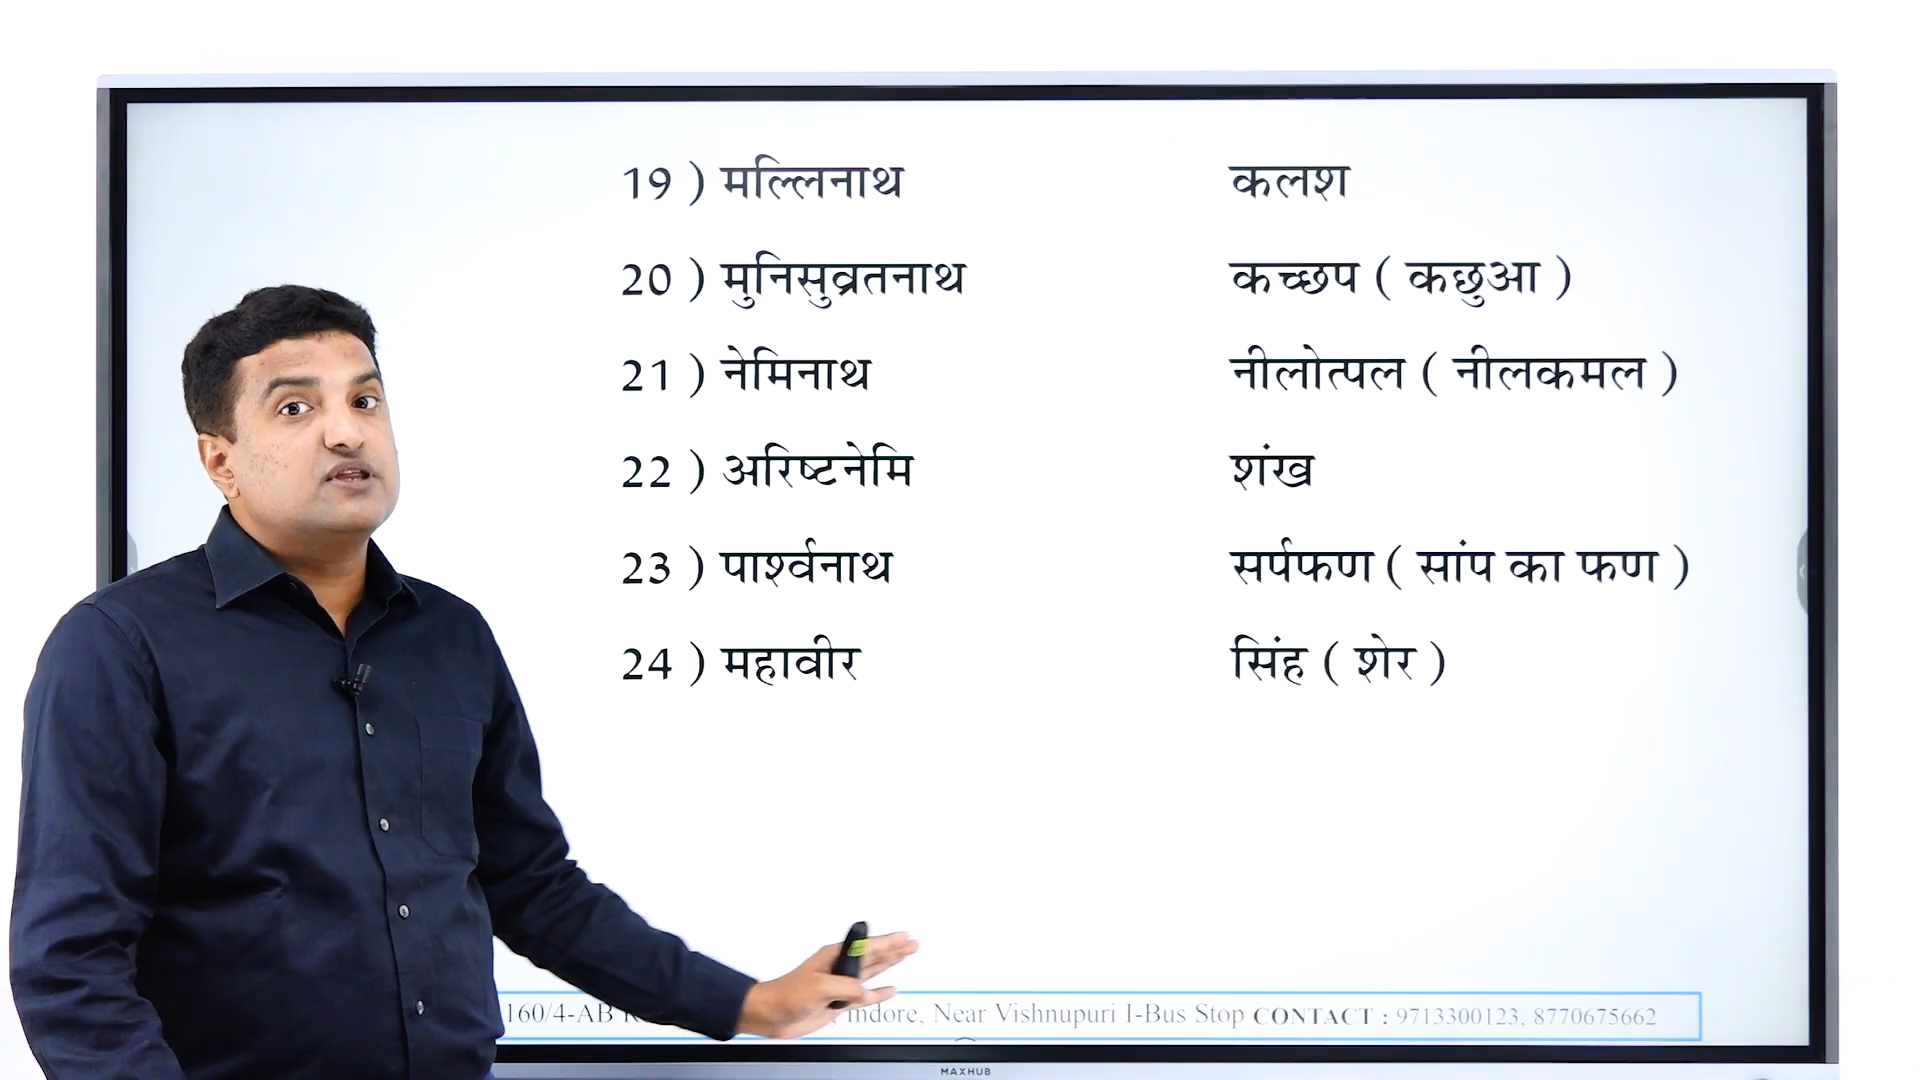 19 ) मल्लिनाथ कलश
20 ) मुनिसुव्रतनाथ कच्छप ( कछुआ )
21 ) नेमिनाथ नीलोत्पल ( नीलकमल )
22 ) अरिष्टनेमि शंख
23 ) पार्श्वनाथ सर्पफण ( सांप का फण )
24 ) महावीर सिंह ( शेर )
160/4-AB Indore, Near Vishnupuri I-Bus Stop CONTACT : 9713300123, 8770675662
MAXHUB